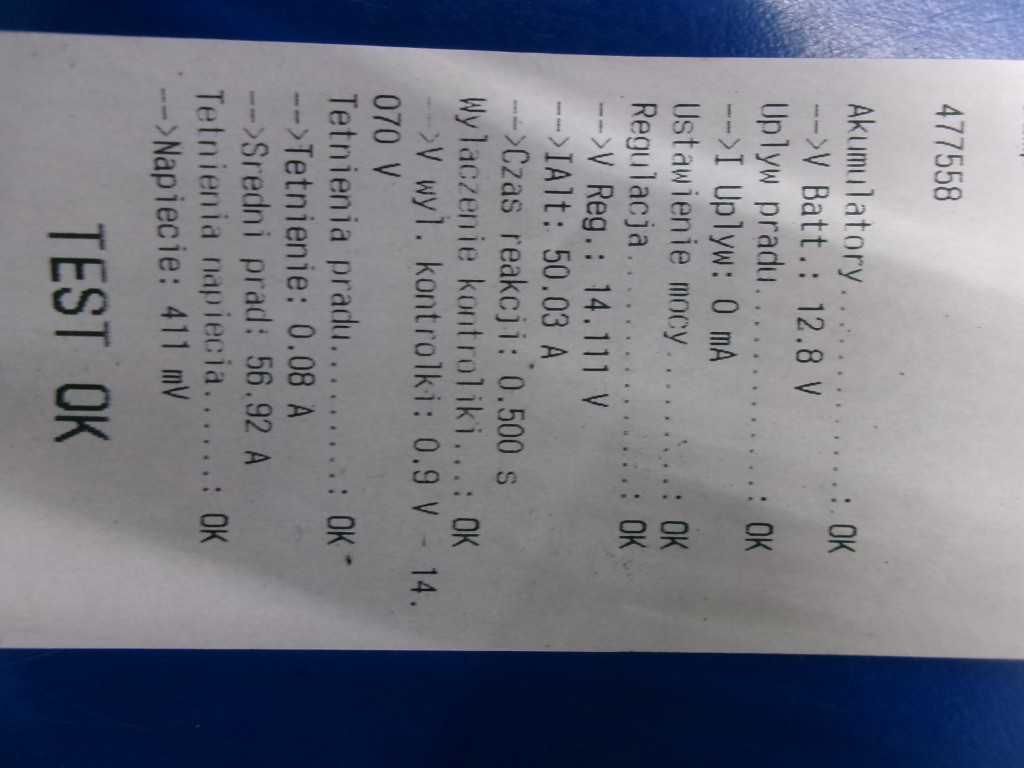 477558
Akumulatory...........: OK
-->V Batt.: 12.8 V
Uplyw pradu...........: OK
-->I Uplyw: 0 mA
Ustawienie mocy.......: OK
Regulacja.............: OK
-->V Reg.: 14.111 V
-->IAlt: 50.03 A
-->Czas reakcji: 0.500 s
Wylaczenie kontrolki..: OK
-->V wyl. kontrolki: 0.9 V - 14.
070 V
Tetnienia pradu.......: OK
-->Tetnienie: 0.08 A
-->Sredni prad: 56.92 A
Tetnienia napiecia....: OK
-->Napiecie: 411 mV
TEST OK